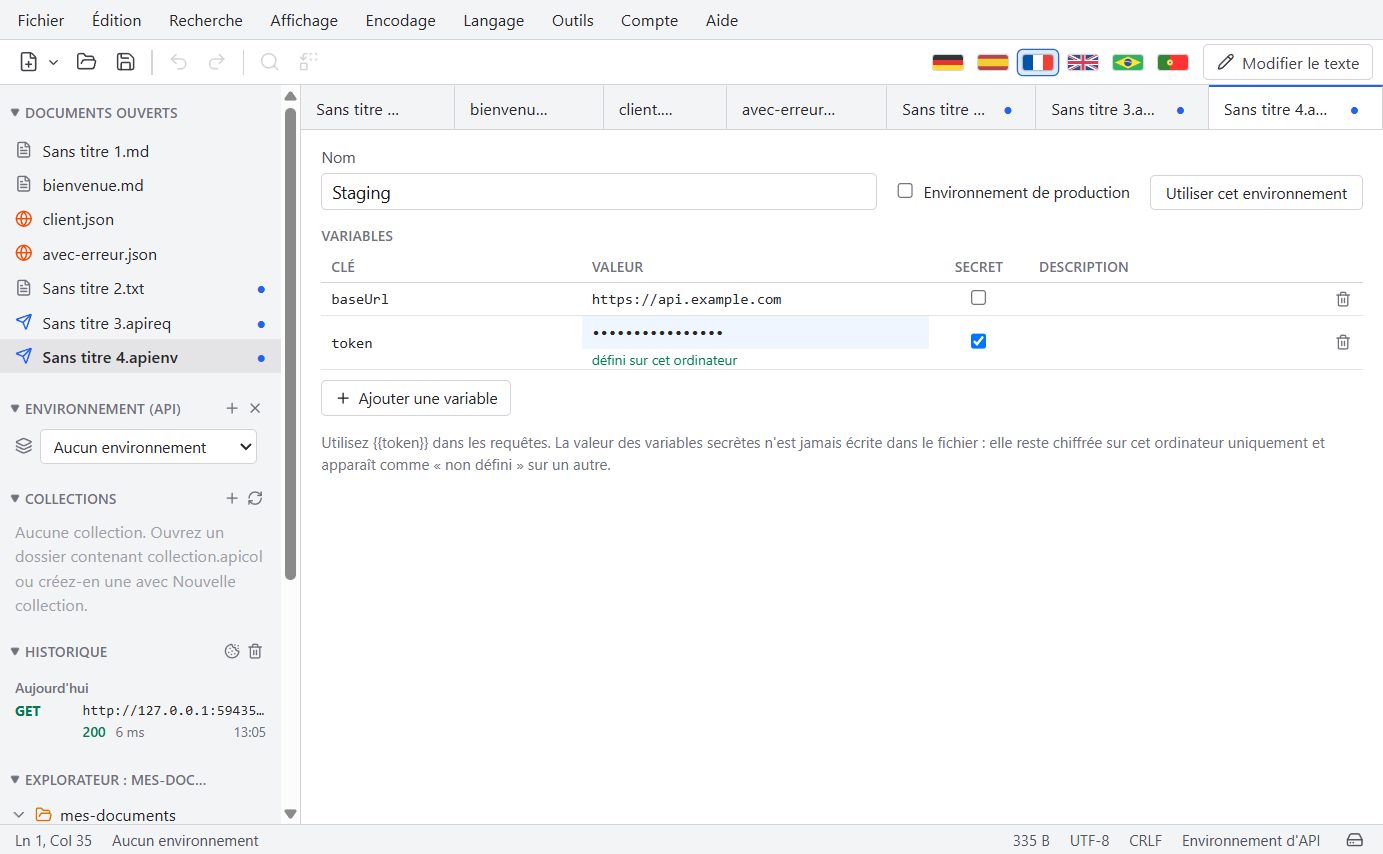 Fichier Édition Recherche Affichage Encodage Langage Outils Compte Aide
Modifier le texte
DOCUMENTS OUVERTS
Sans titre 1.md
bienvenue.md
client.json
avec-erreur.json
Sans titre 2.txt
Sans titre 3.apireq
Sans titre 4.apienv
ENVIRONNEMENT (API)
Aucun environnement
COLLECTIONS
Aucune collection. Ouvrez un
dossier contenant collection.apicol
ou créez-en une avec Nouvelle
collection.
HISTORIQUE
Aujourd'hui
GET http://127.0.0.1:59435…
200 6 ms 13:05
EXPLORATEUR : MES-DOC…
mes-documents
Sans titre ... bienvenu... client.... avec-erreur... Sans titre ... Sans titre 3.a... Sans titre 4.a...
Nom
Staging
Environnement de production
Utiliser cet environnement
VARIABLES
CLÉ VALEUR SECRET DESCRIPTION
baseUrl https://api.example.com
token ••••••••••••••••
défini sur cet ordinateur
Ajouter une variable
Utilisez {{token}} dans les requêtes. La valeur des variables secrètes n'est jamais écrite dans le fichier : elle reste chiffrée sur cet ordinateur uniquement et
apparaît comme « non défini » sur un autre.
Ln 1, Col 35 Aucun environnement 335 B UTF-8 CRLF Environnement d'API